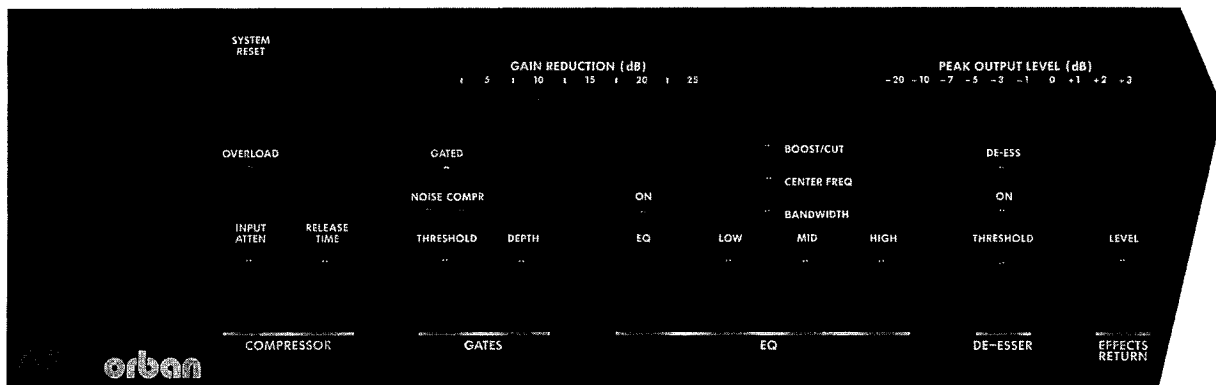 SYSTEM
RESET
GAIN REDUCTION (dB)
5 10 15 20 25
PEAK OUTPUT LEVEL (dB)
-20 -10 -7 -5 -3 -1 0 +1 +2 +3
OVERLOAD
GATED
BOOST/CUT
DE-ESS
CENTER FREQ
NOISE COMPR
ON
ON
BANDWIDTH
INPUT
ATTEN
RELEASE
TIME
THRESHOLD
DEPTH
EQ
LOW
MID
HIGH
THRESHOLD
LEVEL
COMPRESSOR
GATES
EQ
DE-ESSER
EFFECTS
RETURN
orban